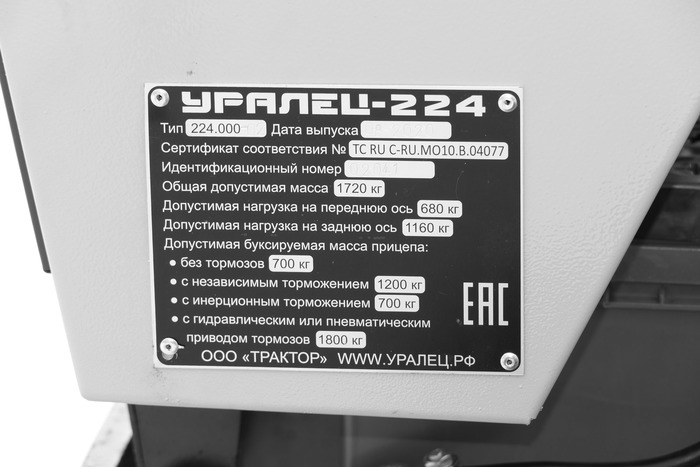 УРАЛЕЦ-224
Тип 224.000 Дата выпуска
Сертификат соответствия № TC RU C-RU.MO10.B.04077
Идентификационный номер
Общая допустимая масса 1720 кг
Допустимая нагрузка на переднюю ось 680 кг
Допустимая нагрузка на заднюю ось 1160 кг
Допустимая буксируемая масса прицепа:
• без тормозов 700 кг
• с независимым торможением 1200 кг
• с инерционным торможением 700 кг
• с гидравлическим или пневматическим
приводом тормозов 1800 кг
EAC
ООО «ТРАКТОР» WWW.УРАЛЕЦ.РФ